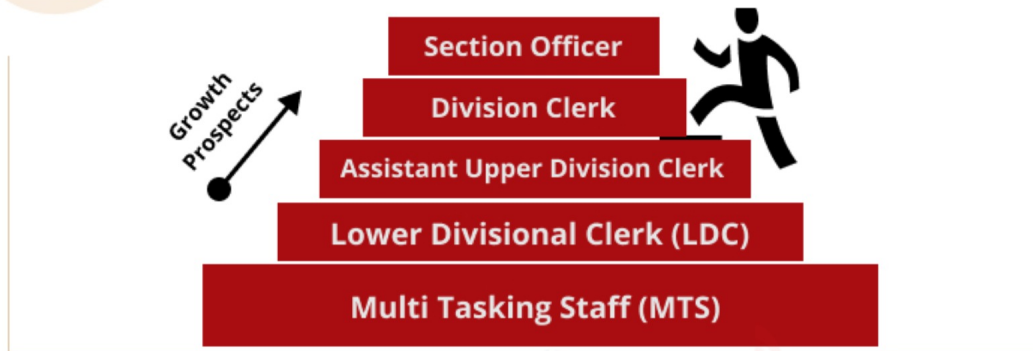 Growth
Prospects
Section Officer
Division Clerk
Assistant Upper Division Clerk
Lower Divisional Clerk (LDC)
Multi Tasking Staff (MTS)